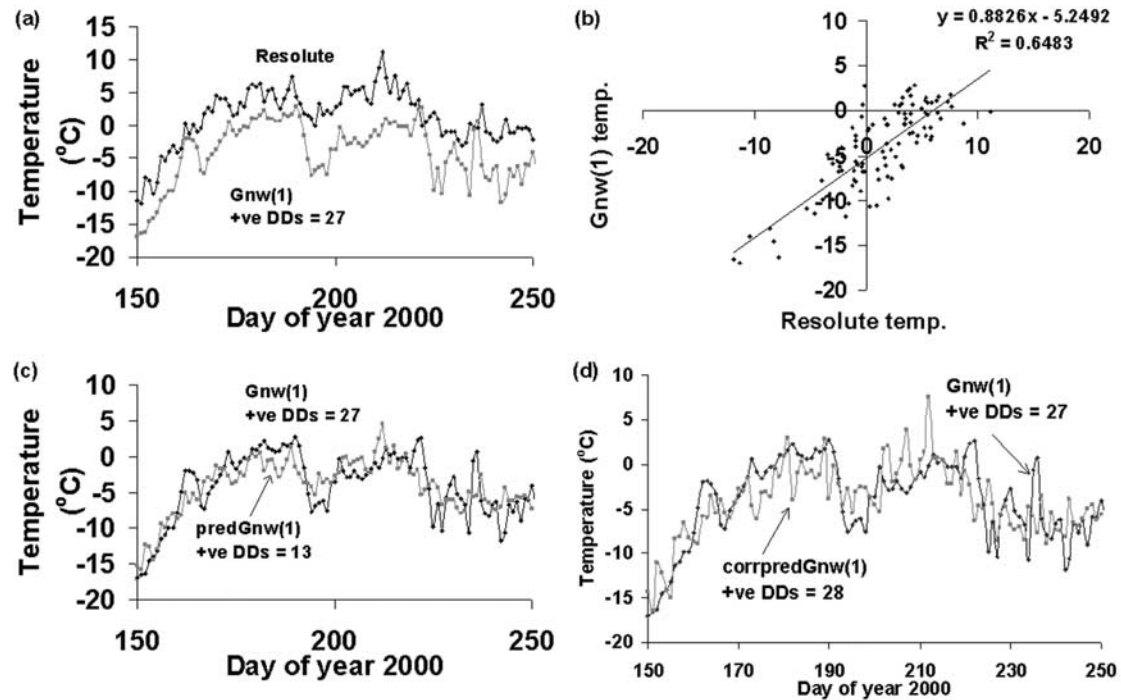 (a)
15
10
5
0
-5
-10
-15
-20
Temperature
(°C)
Resolute
Gnw(1)
+ve DDs = 27
150
200
250
Day of year 2000
(b)
y = 0.8826x - 5.2492
R² = 0.6483
Gnw(1) temp.
10
5
0
-5
-10
-15
-20
-20
-10
0
10
20
Resolute temp.
(c)
10
5
0
-5
-10
-15
-20
Temperature
(°C)
Gnw(1)
+ve DDs = 27
predGnw(1)
+ve DDs = 13
150
200
250
Day of year 2000
(d)
10
5
0
-5
-10
-15
-20
Temperature (°C)
Gnw(1)
+ve DDs = 27
corrpredGnw(1)
+ve DDs = 28
150
170
190
210
230
250
Day of year 2000